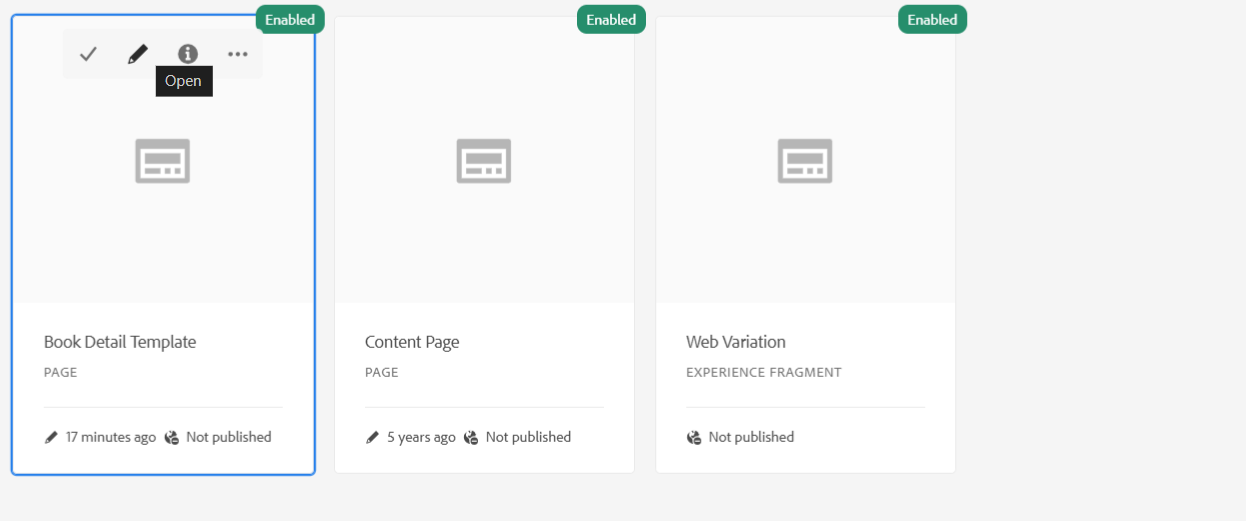 Enabled
Enabled
Enabled
Open
Book Detail Template
PAGE
17 minutes ago Not published
Content Page
PAGE
5 years ago Not published
Web Variation
EXPERIENCE FRAGMENT
Not published